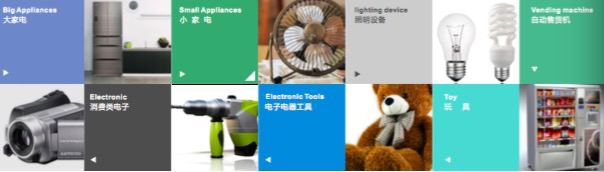 Big Appliances
大家电
Small Appliances
小 家 电
lighting device
照明设备
Vending machine
自动售货机
Electronic
消费类电子
Electronic Tools
电子电器工具
Toy
玩 具